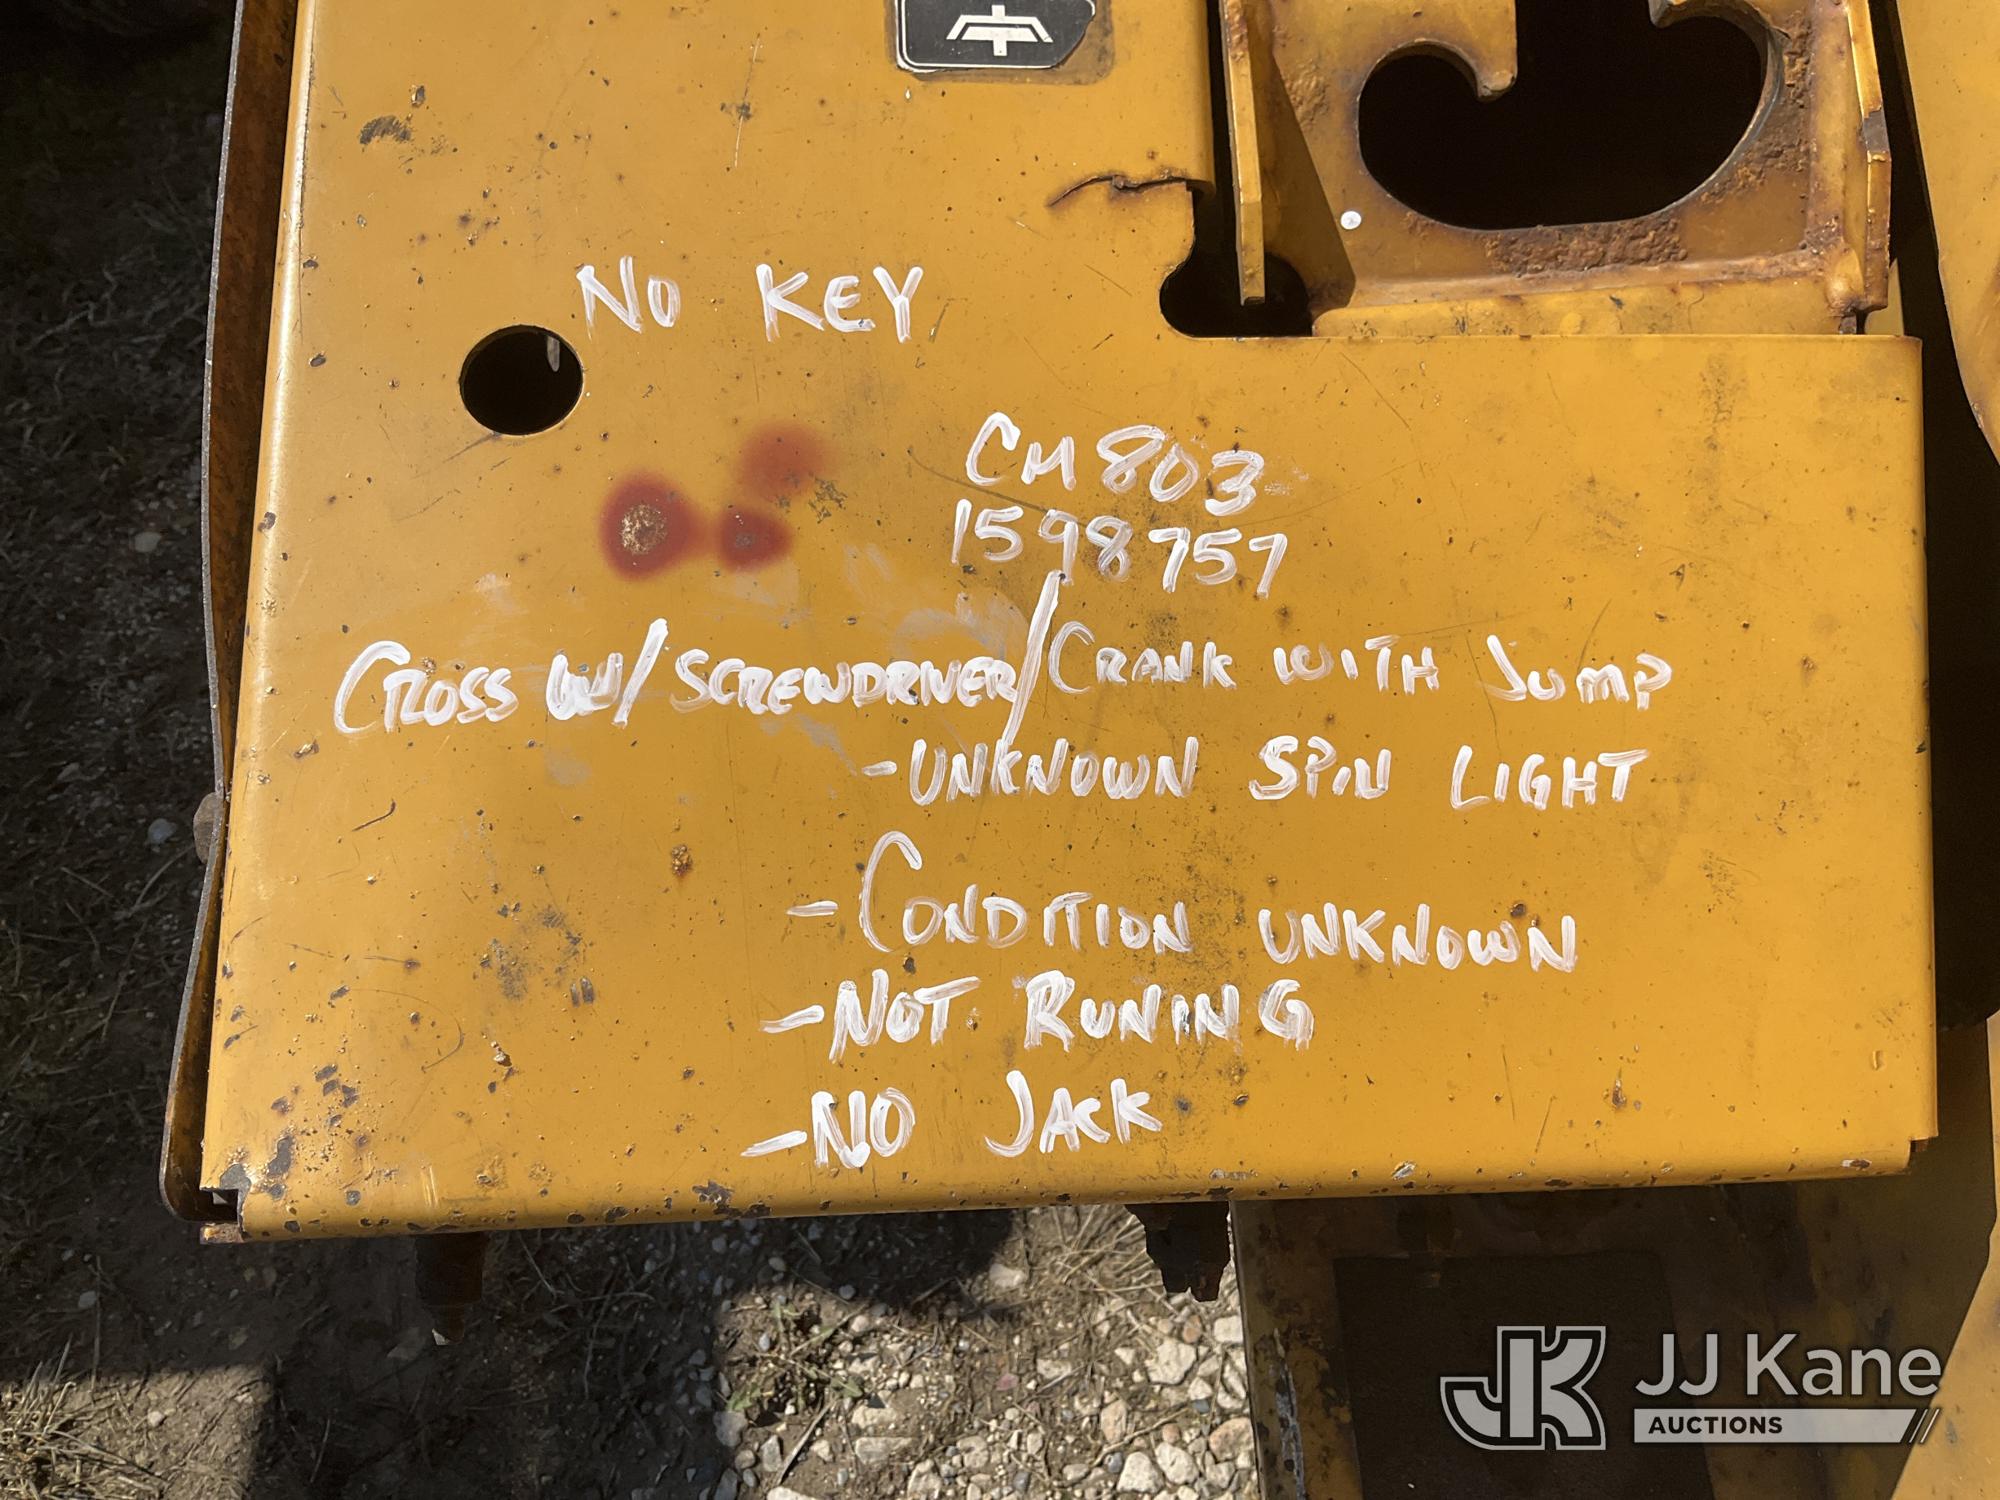 NO KEY
CM803
1598757
CROSS W/SCREWDRIVER/CRANK WITH JUMP
-UNKNOWN SPIN LIGHT
-CONDITION UNKNOWN
-NOT RUNING
-NO JACK
JK JJ Kane
AUCTIONS